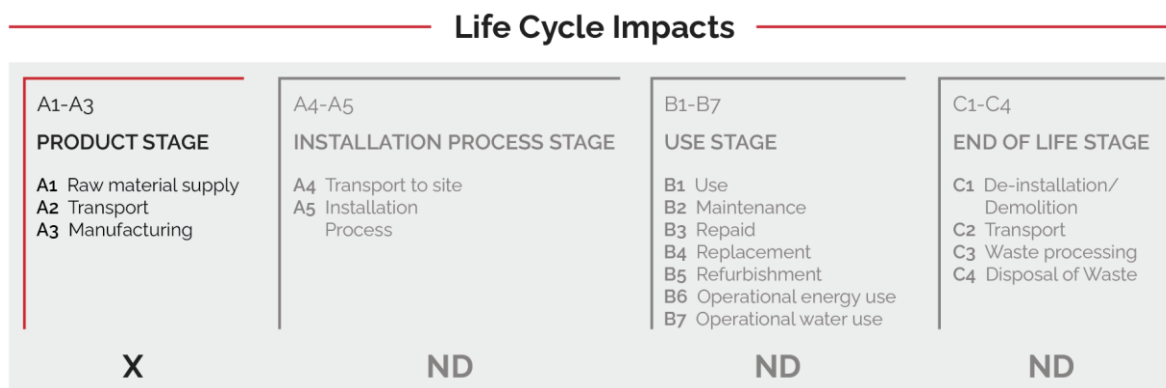 Life Cycle Impacts
A1-A3
PRODUCT STAGE
A1 Raw material supply
A2 Transport
A3 Manufacturing
X
A4-A5
INSTALLATION PROCESS STAGE
A4 Transport to site
A5 Installation
Process
ND
B1-B7
USE STAGE
B1 Use
B2 Maintenance
B3 Repaid
B4 Replacement
B5 Refurbishment
B6 Operational energy use
B7 Operational water use
ND
C1-C4
END OF LIFE STAGE
C1 De-installation/
Demolition
C2 Transport
C3 Waste processing
C4 Disposal of Waste
ND